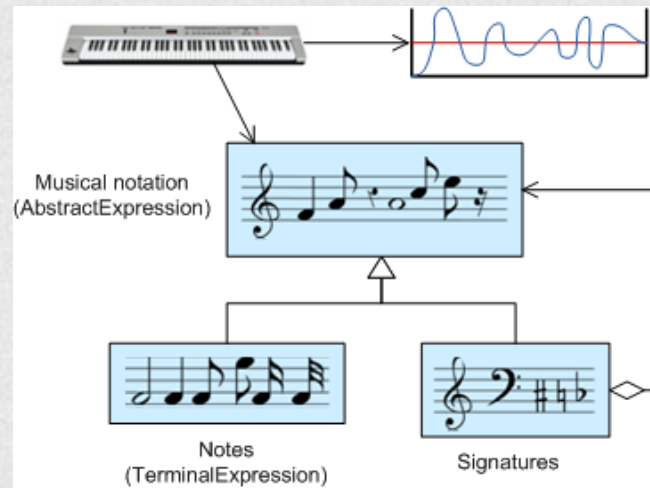 Musical notation
(AbstractExpression)
Notes
(TerminalExpression)
Signatures